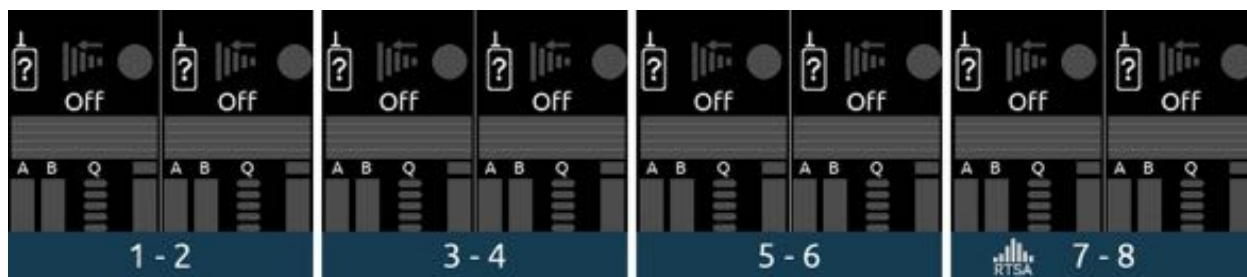 ? ? ? ? ? ? ? ?
Off Off Off Off Off Off Off Off
A B Q A B Q A B Q A B Q A B Q A B Q A B Q A B Q
1 - 2 3 - 4 5 - 6 RTSA 7 - 8